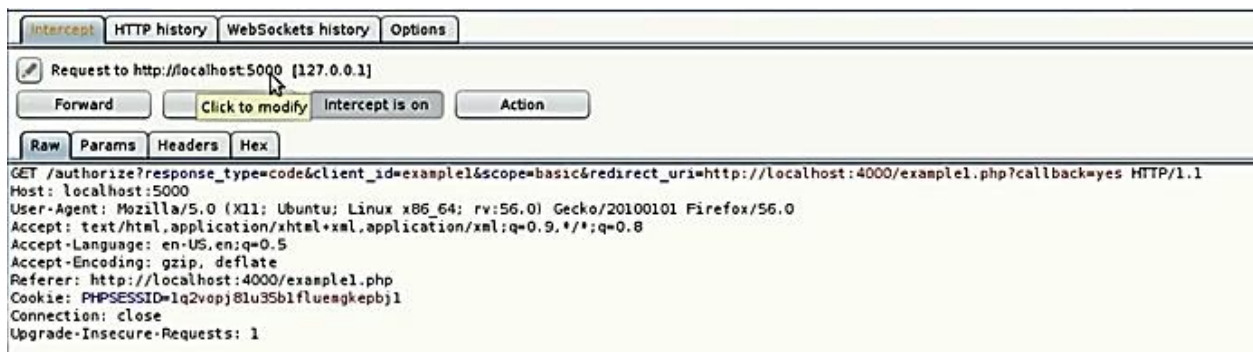 Intercept HTTP history WebSockets history Options
Request to http://localhost:5000 [127.0.0.1]
Forward Click to modify Intercept is on Action
Raw Params Headers Hex
GET /authorize?response_type=code&client_id=example1&scope=basic&redirect_uri=http://localhost:4000/example1.php?callback=yes HTTP/1.1
Host: localhost:5000
User-Agent: Mozilla/5.0 (X11; Ubuntu; Linux x86_64; rv:56.0) Gecko/20100101 Firefox/56.0
Accept: text/html,application/xhtml+xml,application/xml;q=0.9,*/*;q=0.8
Accept-Language: en-US,en;q=0.5
Accept-Encoding: gzip, deflate
Referer: http://localhost:4000/example1.php
Cookie: PHPSESSID=1q2vopj81u35b1fluemgkepbj1
Connection: close
Upgrade-Insecure-Requests: 1